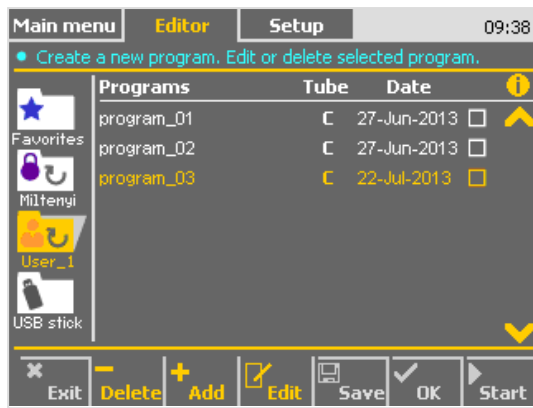 Main menu Editor Setup 09:38
Create a new program. Edit or delete selected program.
Programs Tube Date
program_01 C 27-Jun-2013
program_02 C 27-Jun-2013
program_03 C 22-Jul-2013
Favorites
Miltenyi
User_1
USB stick
Exit Delete Add Edit Save OK Start